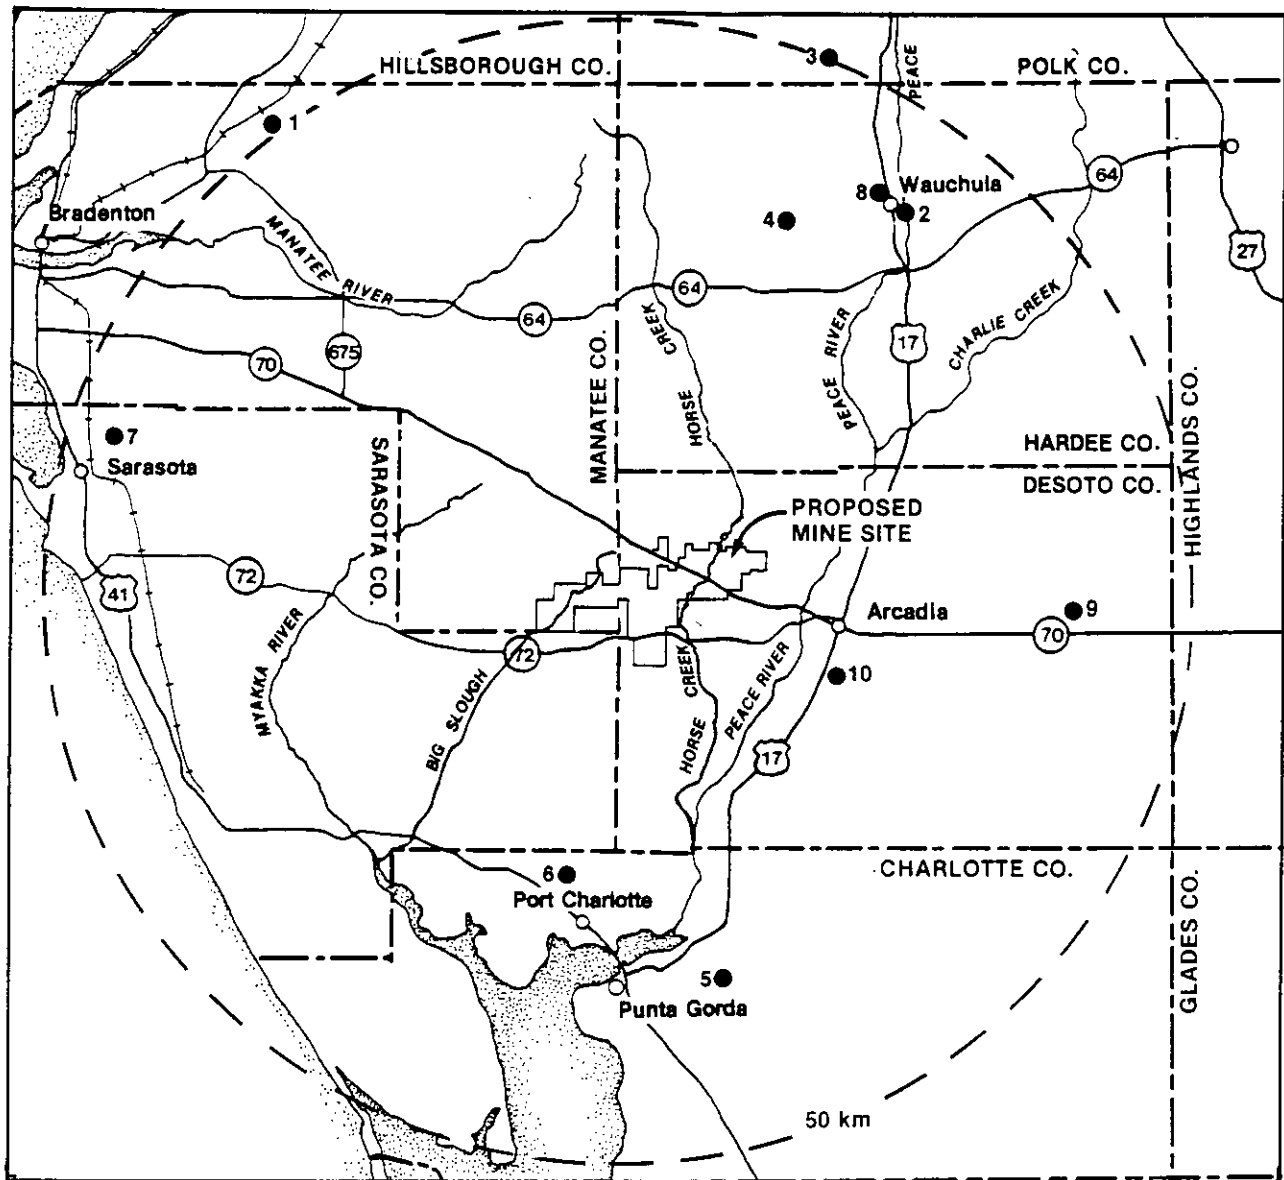 HILLSBOROUGH CO.
3
PEACE
POLK CO.
1
64
8
Wauchula
Bradenton
4
2
MANATEE RIVER
27
64
64
CHARLIE CREEK
HORSE CREEK
PEACE RIVER
17
675
70
MANATEE CO.
HIGHLANDS CO.
7
Sarasota
SARASOTA CO.
HARDEE CO.
DESOTO CO.
PROPOSED
MINE SITE
72
41
9
Arcadia
70
MYAKKA RIVER
72
10
BIG SLOUGH
HORSE CREEK
PEACE RIVER
17
CHARLOTTE CO.
6
Port Charlotte
GLADES CO.
5
Punta Gorda
50 km